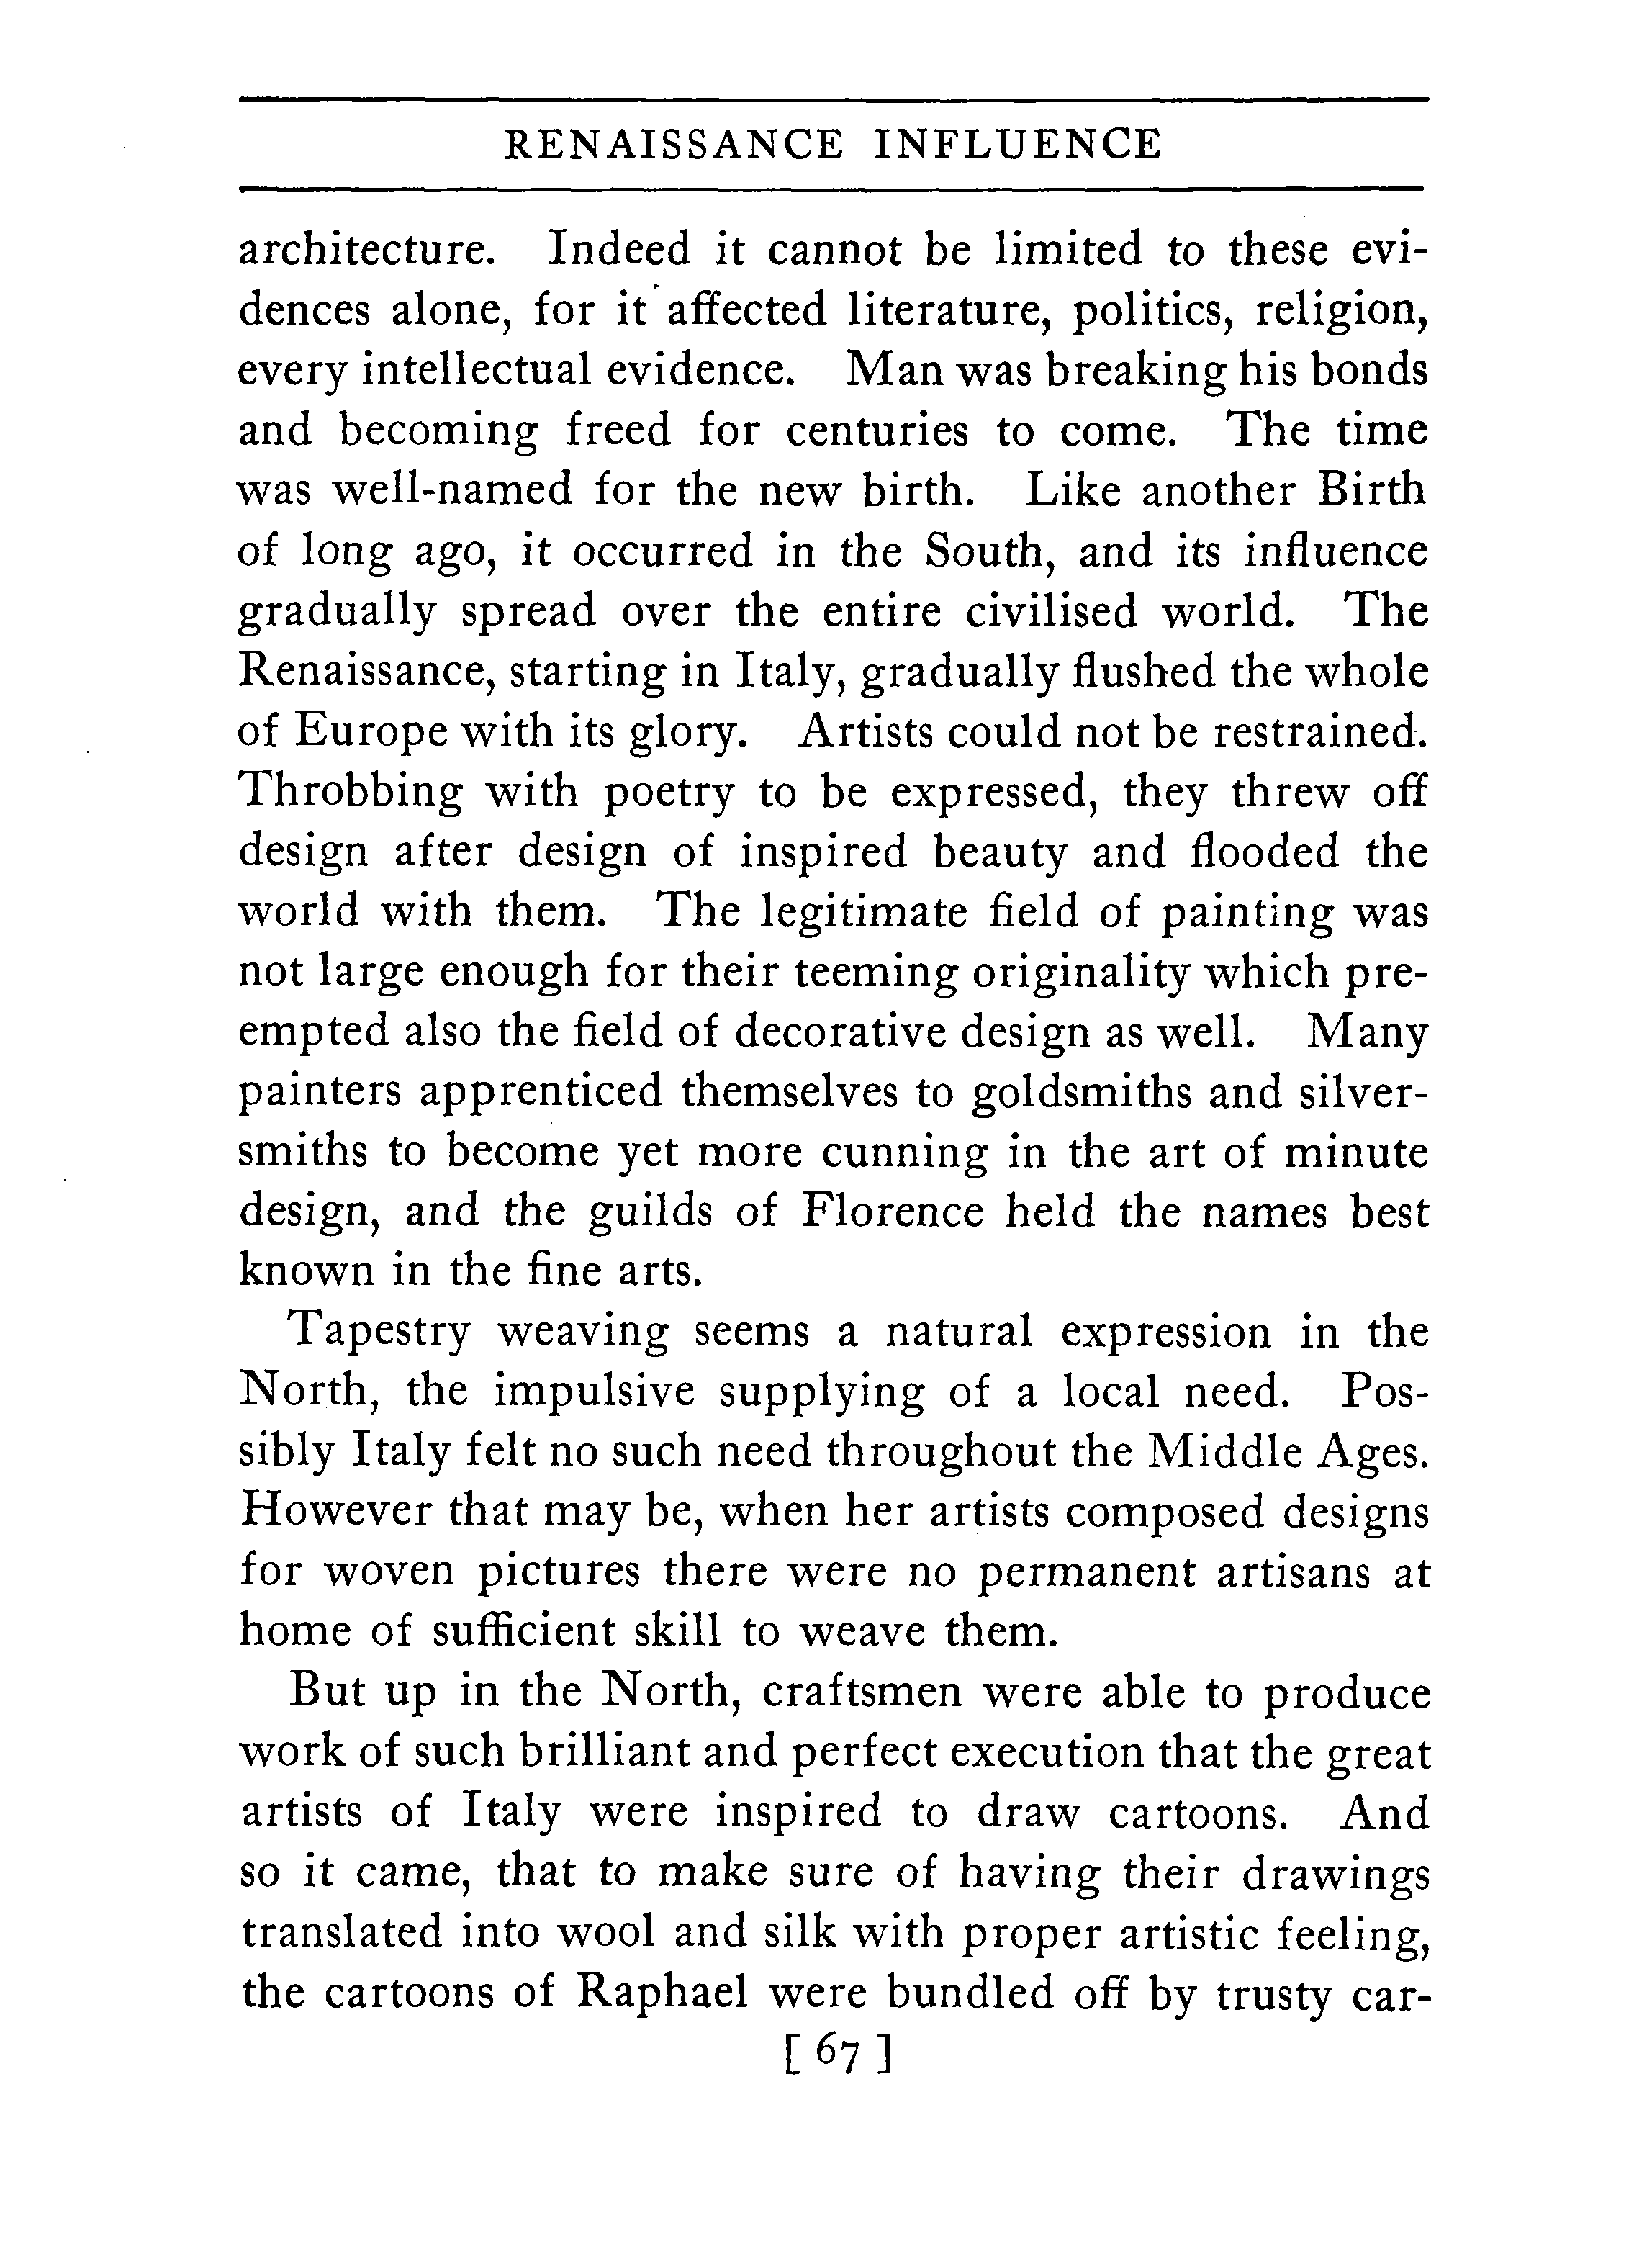 RENAISSANCE INFLUENCE
architecture. Indeed it cannot be limited to these evi-
dences alone, for it affected literature, politics, religion,
every intellectual evidence. Man was breaking his bonds
and becoming freed for centuries to come. The time
was well-named for the new birth. Like another Birth
of long ago, it occurred in the South, and its influence
gradually spread over the entire civilised world. The
Renaissance, starting in Italy, gradually flushed the whole
of Europe with its glory. Artists could not be restrained.
Throbbing with poetry to be expressed, they threw off
design after design of inspired beauty and flooded the
world with them. The legitimate field of painting was
not large enough for their teeming originality which pre-
empted also the field of decorative design as well. Many
painters apprenticed themselves to goldsmiths and silver-
smiths to become yet more cunning in the art of minute
design, and the guilds of Florence held the names best
known in the fine arts.
Tapestry weaving seems a natural expression in the
North, the impulsive supplying of a local need. Pos-
sibly Italy felt no such need throughout the Middle Ages.
However that may be, when her artists composed designs
for woven pictures there were no permanent artisans at
home of sufficient skill to weave them.
But up in the North, craftsmen were able to produce
work of such brilliant and perfect execution that the great
artists of Italy were inspired to draw cartoons. And
so it came, that to make sure of having their drawings
translated into wool and silk with proper artistic feeling,
the cartoons of Raphael were bundled off by trusty car-
[ 67 ]